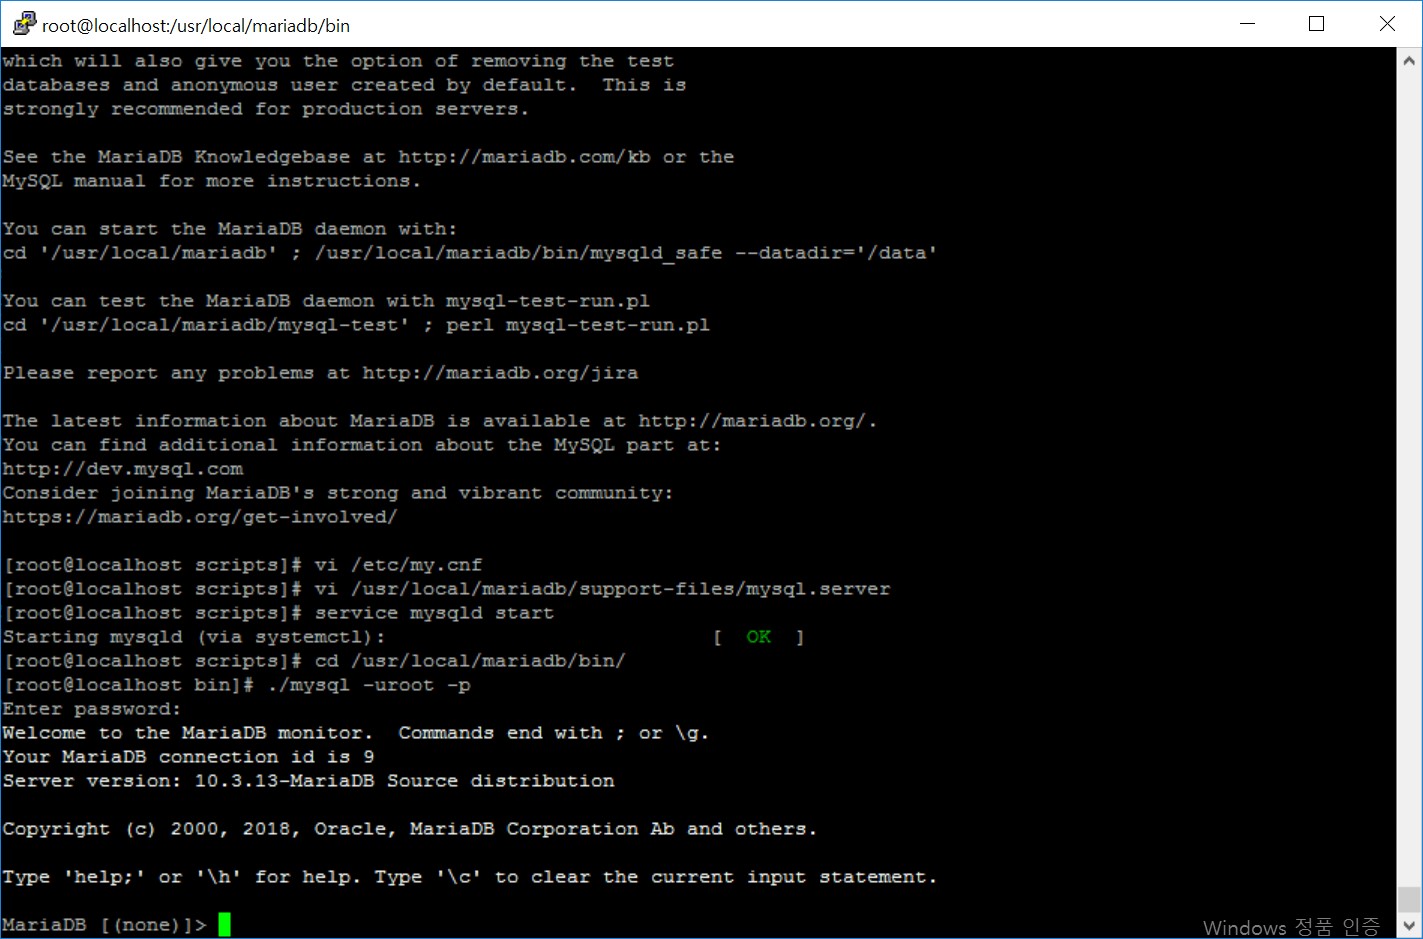 root@localhost:/usr/local/mariadb/bin
which will also give you the option of removing the test
databases and anonymous user created by default.  This is
strongly recommended for production servers.

See the MariaDB Knowledgebase at http://mariadb.com/kb or the
MySQL manual for more instructions.

You can start the MariaDB daemon with:
cd '/usr/local/mariadb' ; /usr/local/mariadb/bin/mysqld_safe --datadir='/data'

You can test the MariaDB daemon with mysql-test-run.pl
cd '/usr/local/mariadb/mysql-test' ; perl mysql-test-run.pl

Please report any problems at http://mariadb.org/jira

The latest information about MariaDB is available at http://mariadb.org/.
You can find additional information about the MySQL part at:
http://dev.mysql.com
Consider joining MariaDB's strong and vibrant community:
https://mariadb.org/get-involved/

[root@localhost scripts]# vi /etc/my.cnf
[root@localhost scripts]# vi /usr/local/mariadb/support-files/mysql.server
[root@localhost scripts]# service mysqld start
Starting mysqld (via systemctl):                           [  OK  ]
[root@localhost scripts]# cd /usr/local/mariadb/bin/
[root@localhost bin]# ./mysql -uroot -p
Enter password:
Welcome to the MariaDB monitor.  Commands end with ; or \g.
Your MariaDB connection id is 9
Server version: 10.3.13-MariaDB Source distribution

Copyright (c) 2000, 2018, Oracle, MariaDB Corporation Ab and others.

Type 'help;' or '\h' for help. Type '\c' to clear the current input statement.

MariaDB [(none)]>
Windows 정품 인증